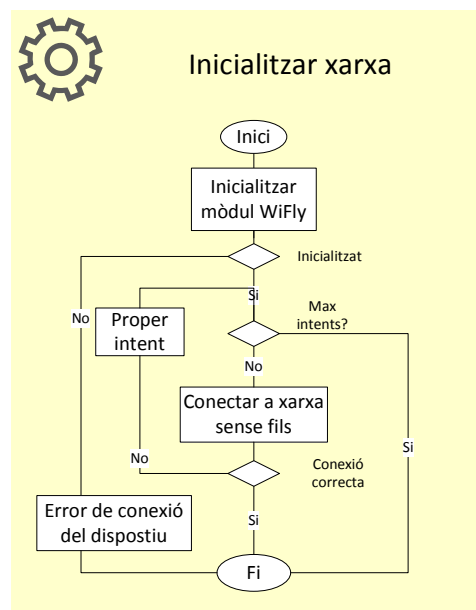 Inicialitzar xarxa
Inici
Inicialitzar
mòdul WiFly
Inicialitzat
Si
No
Proper
intent
Max
intents?
No
Conectar a xarxa
sense fils
Si
No
Conexió
correcta
Error de conexió
del dispostiu
Si
Fi